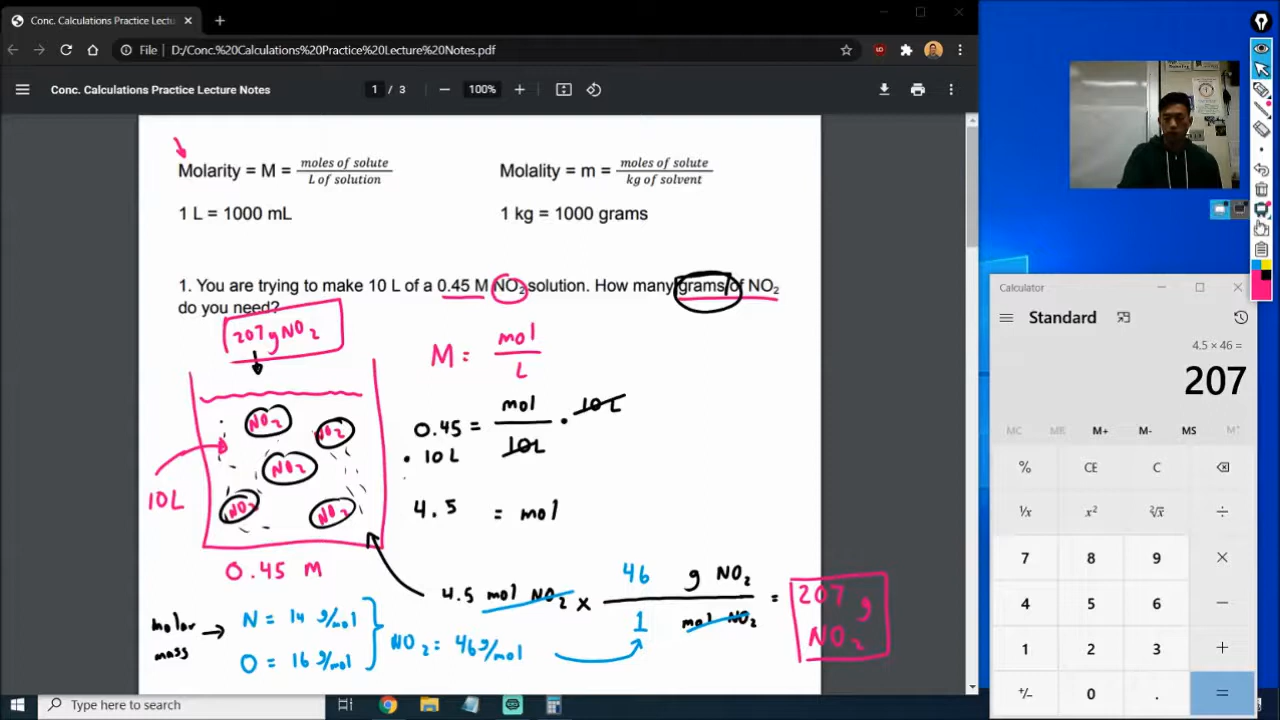 Conc. Calculations Practice Lectu
File | D:/Conc.%20Calculations%20Practice%20Lecture%20Notes.pdf
Conc. Calculations Practice Lecture Notes
1 / 3
100%
Molarity = M = moles of solute / L of solution
Molality = m = moles of solute / kg of solvent
1 L = 1000 mL
1 kg = 1000 grams
1. You are trying to make 10 L of a 0.45 M NO₂ solution. How many grams of NO₂
do you need?
207 g NO₂
M = mol / L
0.45 = mol / 10L · 10L
· 10 L
4.5 = mol
NO₂
NO₂
NO₂
NO₂
NO₂
10L
0.45 M
4.5 mol NO₂ x 46 g NO₂ / 1 mol NO₂ = 207 g NO₂
molar mass → N = 14 g/mol
O = 16 g/mol
NO₂ = 46g/mol
Calculator
Standard
4.5 × 46 =
207
MC MR M+ M- MS
% CE C
¹/x x² ²√x ÷
7 8 9 ×
4 5 6 −
1 2 3 +
+/− 0 . =
Type here to search